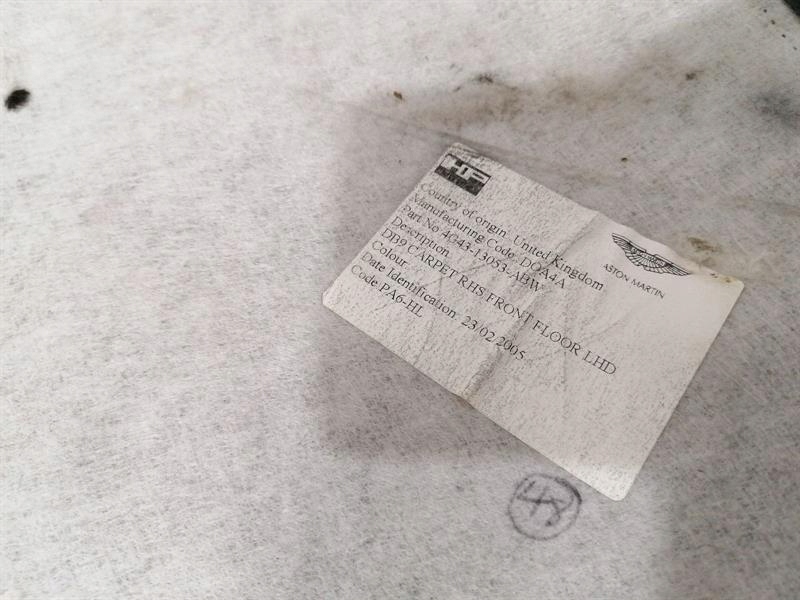 HF
Country of origin United Kingdom
Manufacturing Code DOA4A
Part No 4G43-13053-ABW
Description
DB9 CARPET RHS FRONT FLOOR LHD
Colour
Date Identification 23/02/2005
Code PA6-HL
ASTON MARTIN
48